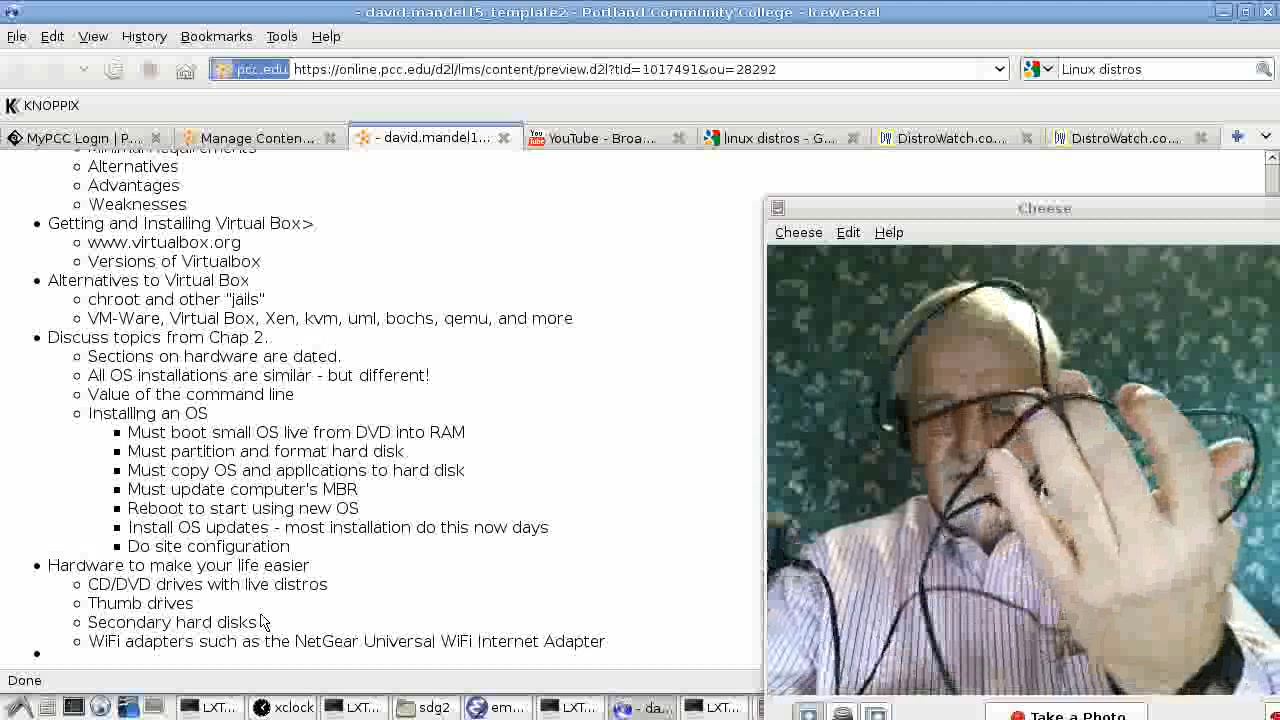 - david.mandel15_template2 - Portland Community College - Iceweasel
File Edit View History Bookmarks Tools Help
pcc.edu https://online.pcc.edu/d2l/lms/content/preview.d2l?tId=1017491&ou=28292 Linux distros
KNOPPIX
MyPCC Login | P... Manage Conten... - david.mandel1... YouTube - Broa... linux distros - G... DistroWatch.co... DistroWatch.co...
Alternatives
Advantages
Weaknesses
Getting and Installing Virtual Box>
www.virtualbox.org
Versions of Virtualbox
Alternatives to Virtual Box
chroot and other "jails"
VM-Ware, Virtual Box, Xen, kvm, uml, bochs, qemu, and more
Discuss topics from Chap 2.
Sections on hardware are dated.
All OS installations are similar - but different!
Value of the command line
Installing an OS
Must boot small OS live from DVD into RAM
Must partition and format hard disk
Must copy OS and applications to hard disk
Must update computer's MBR
Reboot to start using new OS
Install OS updates - most installation do this now days
Do site configuration
Hardware to make your life easier
CD/DVD drives with live distros
Thumb drives
Secondary hard disks
WiFi adapters such as the NetGear Universal WiFi Internet Adapter
Done
Cheese
Cheese Edit Help
Take a Photo
LXT... xclock LXT... sdg2 em... LXT... - da... LXT...